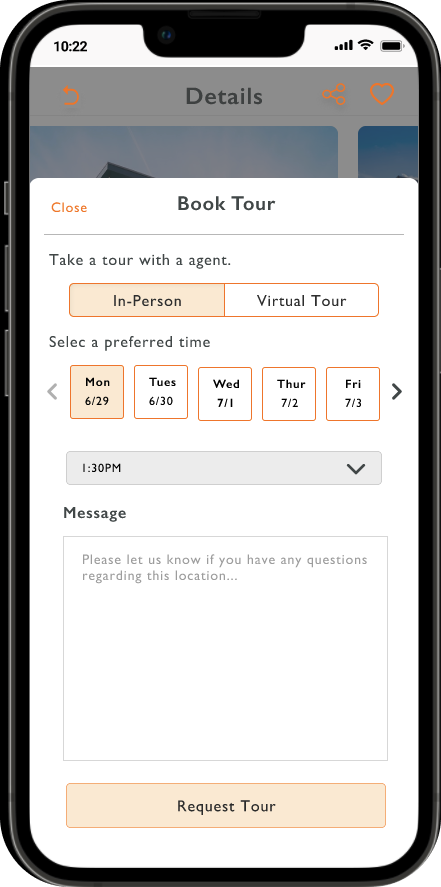 10:22
Details
Close
Book Tour
Take a tour with a agent.
In-Person
Virtual Tour
Selec a preferred time
Mon
6/29
Tues
6/30
Wed
7/1
Thur
7/2
Fri
7/3
1:30PM
Message
Please let us know if you have any questions
regarding this location...
Request Tour